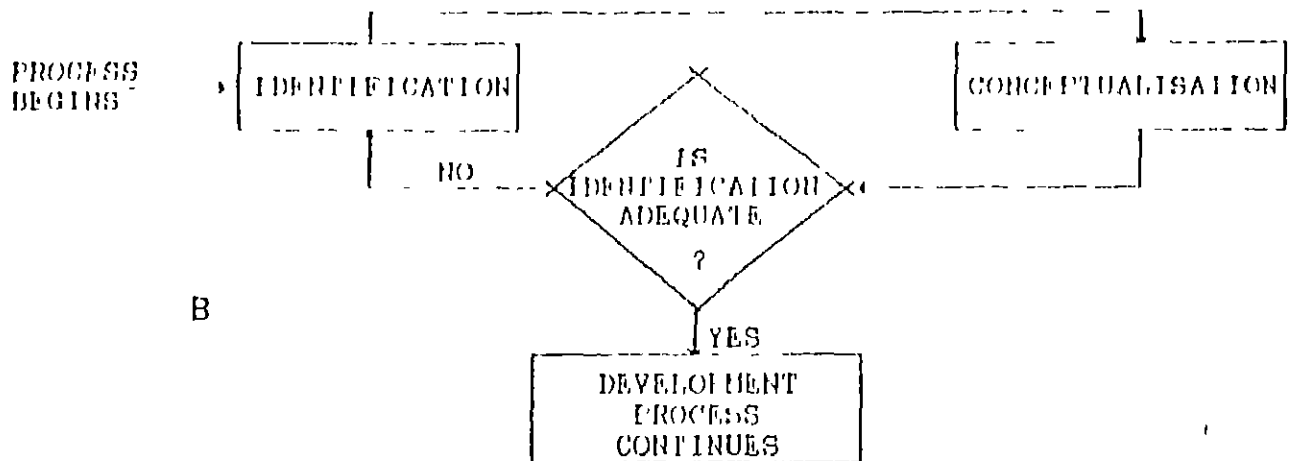 PROCESS
BEGINS
IDENTIFICATION
CONCEPTUALISATION
NO
IS
IDENTIFICATION
ADEQUATE
?
B
YES
DEVELOPMENT
PROCESS
CONTINUES